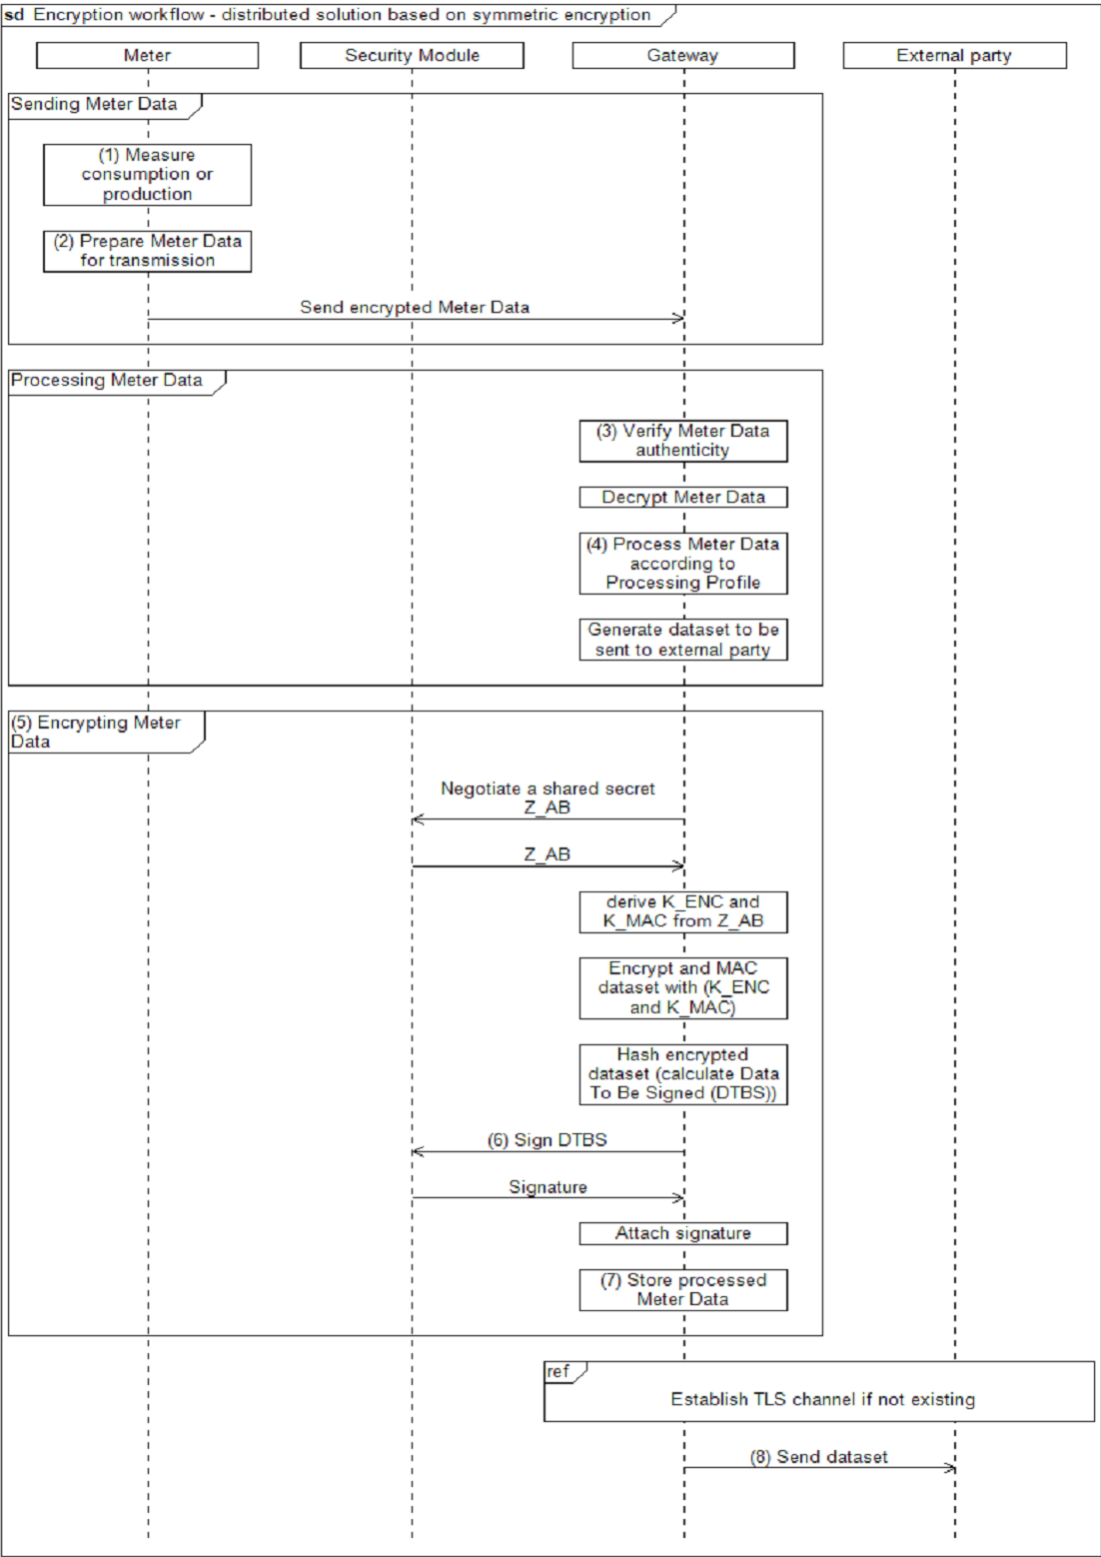 sd Encryption workflow - distributed solution based on symmetric encryption
Meter
Security Module
Gateway
External party
Sending Meter Data
(1) Measure
consumption or
production
(2) Prepare Meter Data
for transmission
Send encrypted Meter Data
Processing Meter Data
(3) Verify Meter Data
authenticity
Decrypt Meter Data
(4) Process Meter Data
according to
Processing Profile
Generate dataset to be
sent to external party
(5) Encrypting Meter
Data
Negotiate a shared secret
Z_AB
Z_AB
derive K_ENC and
K_MAC from Z_AB
Encrypt and MAC
dataset with (K_ENC
and K_MAC)
Hash encrypted
dataset (calculate Data
To Be Signed (DTBS))
(6) Sign DTBS
Signature
Attach signature
(7) Store processed
Meter Data
ref
Establish TLS channel if not existing
(8) Send dataset